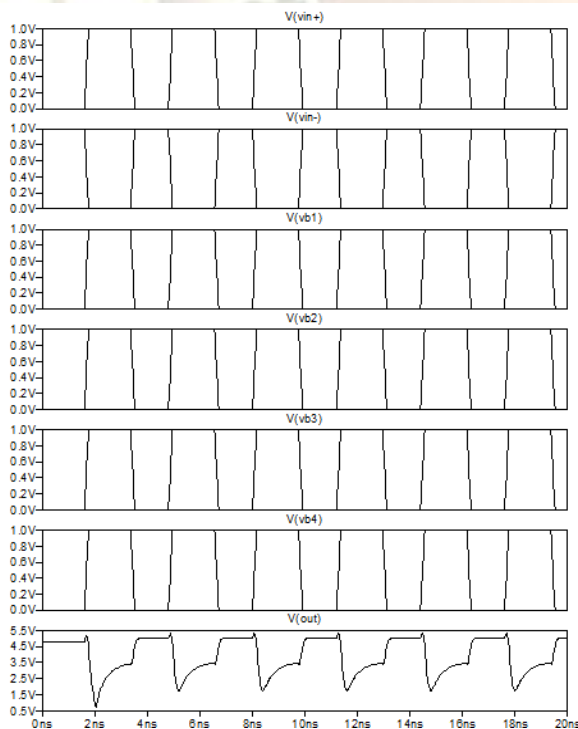 V(vin+)
1.0V
0.8V
0.6V
0.4V
0.2V
0.0V
V(vin-)
1.0V
0.8V
0.6V
0.4V
0.2V
0.0V
V(vb1)
1.0V
0.8V
0.6V
0.4V
0.2V
0.0V
V(vb2)
1.0V
0.8V
0.6V
0.4V
0.2V
0.0V
V(vb3)
1.0V
0.8V
0.6V
0.4V
0.2V
0.0V
V(vb4)
1.0V
0.8V
0.6V
0.4V
0.2V
0.0V
V(out)
5.5V
4.5V
3.5V
2.5V
1.5V
0.5V
0ns 2ns 4ns 6ns 8ns 10ns 12ns 14ns 16ns 18ns 20ns